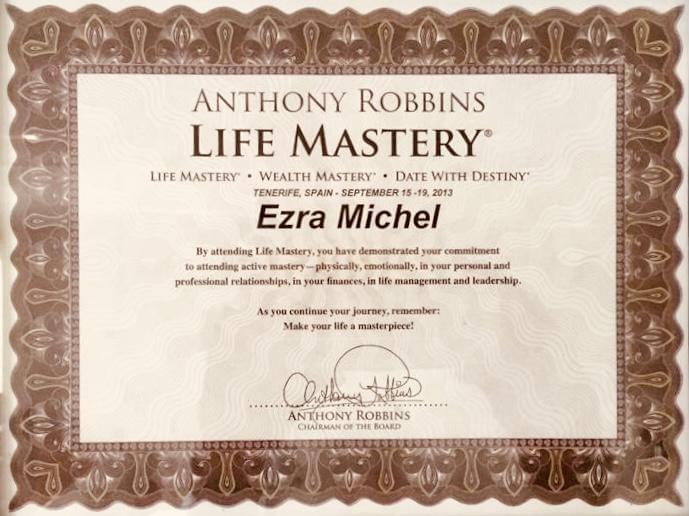 ANTHONY ROBBINS
LIFE MASTERY®
LIFE MASTERY® • WEALTH MASTERY® • DATE WITH DESTINY®
TENERIFE, SPAIN - SEPTEMBER 15 -19, 2013
Ezra Michel
By attending Life Mastery, you have demonstrated your commitment
to attending active mastery—physically, emotionally, in your personal and
professional relationships, in your finances, in life management and leadership.
As you continue your journey, remember:
Make your life a masterpiece!
Anthony Robbins
ANTHONY ROBBINS
CHAIRMAN OF THE BOARD